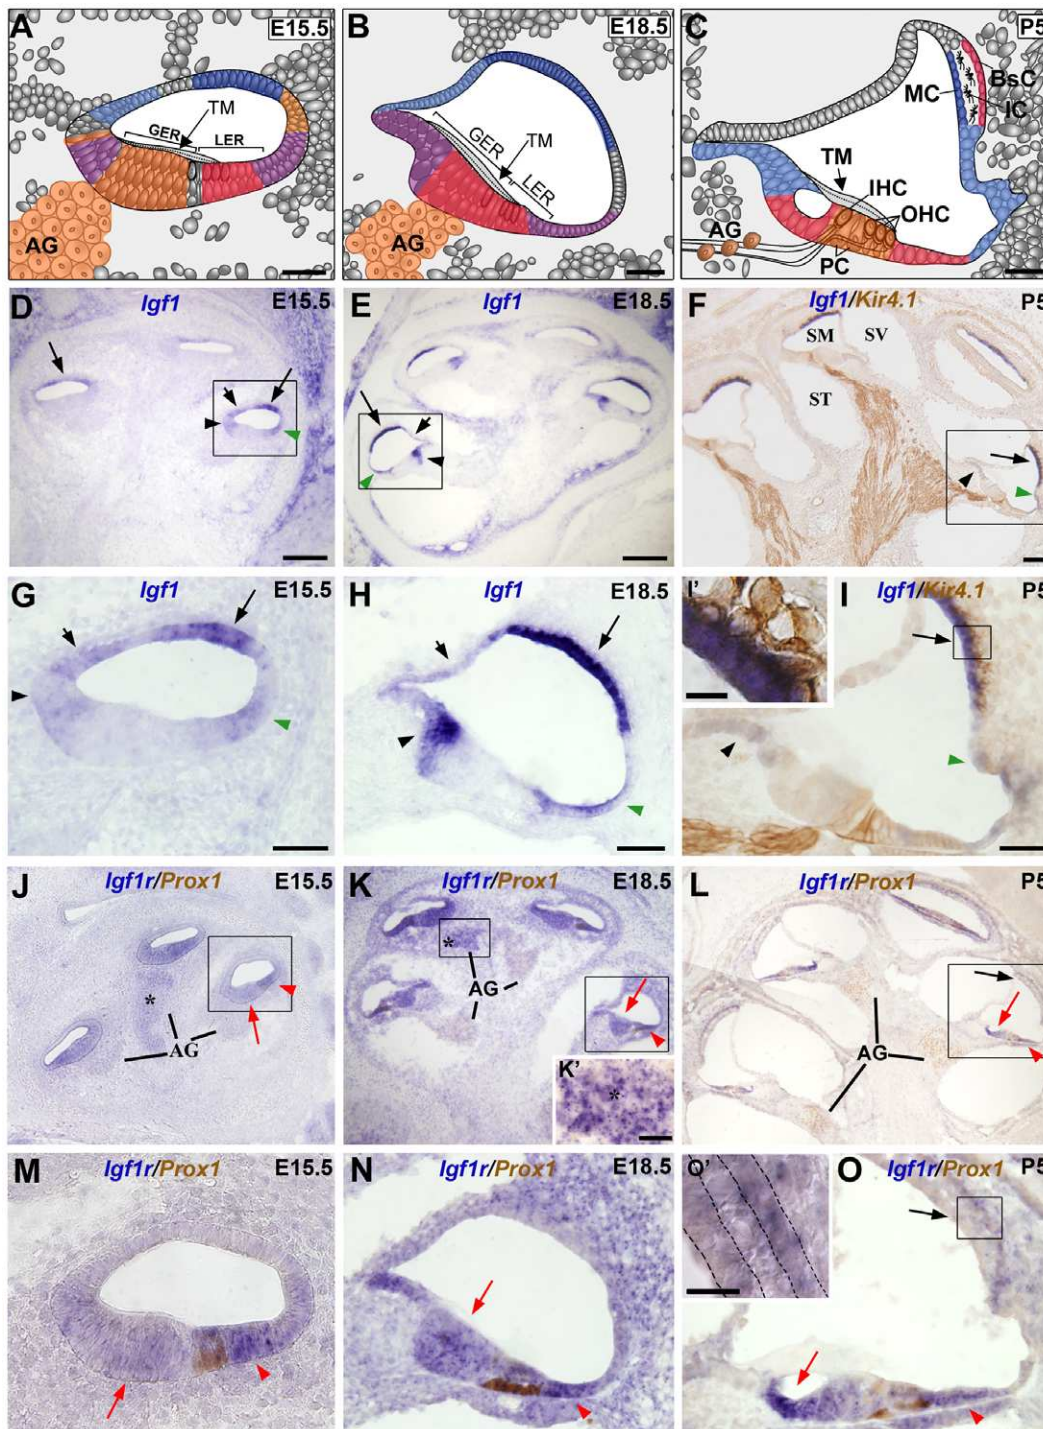 A
E15.5
TM
GER
LER
AG
B
E18.5
GER
TM
LER
AG
C
P5
BsC
MC
IC
TM
IHC
OHC
AG
PC
D
Igf1
E15.5
E
Igf1
E18.5
F
Igf1/Kir4.1
P5
SM
SV
ST
G
Igf1
E15.5
H
Igf1
E18.5
I'
Igf1/Kir4.1
I
P5
J
Igf1r/Prox1
E15.5
*
AG
K
Igf1r/Prox1
E18.5
*
AG
K'
*
L
Igf1r/Prox1
P5
AG
M
Igf1r/Prox1
E15.5
N
Igf1r/Prox1
E18.5
O'
O
Igf1r/Prox1
P5